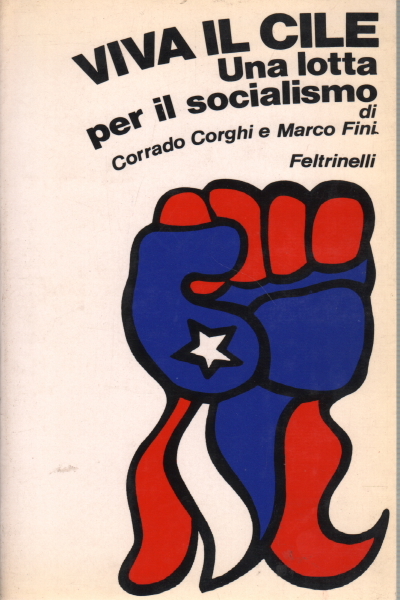 VIVA IL CILE
Una lotta
per il socialismo
di
Corrado Corghi e Marco Fini.
Feltrinelli